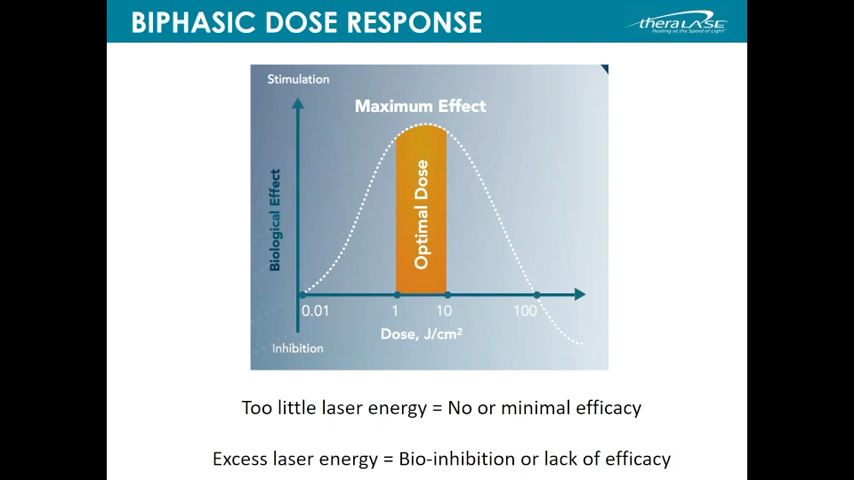 BIPHASIC DOSE RESPONSE
theralase
Healing at the Speed of Light
Stimulation
Maximum Effect
Biological Effect
Optimal Dose
0.01
1
10
100
Dose, J/cm²
Inhibition
Too little laser energy = No or minimal efficacy
Excess laser energy = Bio-inhibition or lack of efficacy